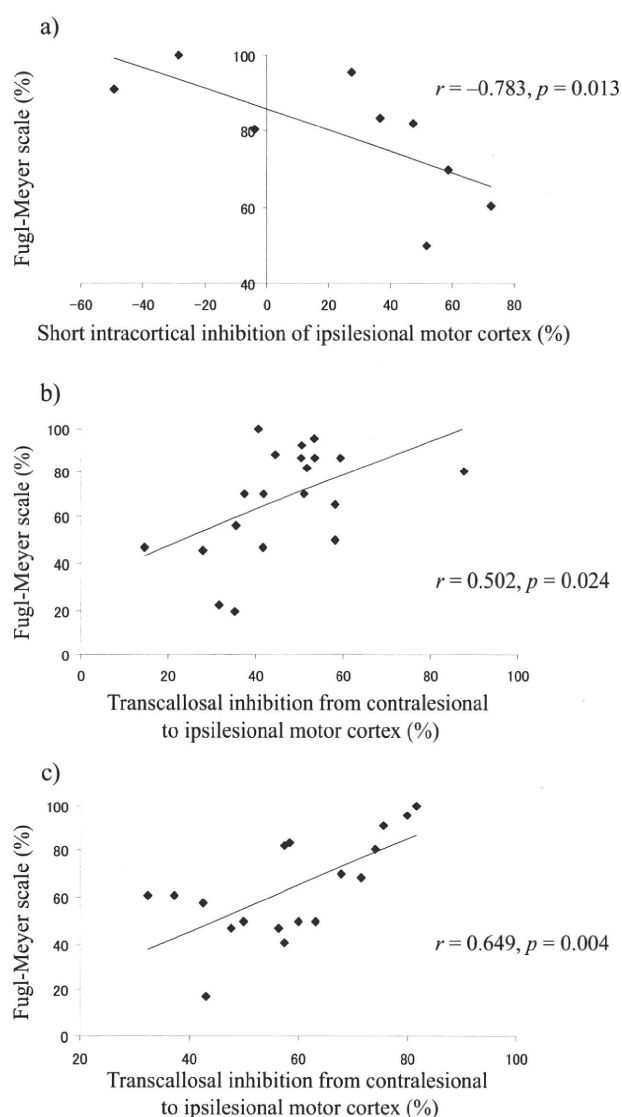 a)
Fugl-Meyer scale (%)
100
80
60
40
-60
-40
-20
0
20
40
60
80
r = –0.783, p = 0.013
Short intracortical inhibition of ipsilesional motor cortex (%)
b)
Fugl-Meyer scale (%)
100
80
60
40
20
0
0
20
40
60
80
100
r = 0.502, p = 0.024
Transcallosal inhibition from contralesional
to ipsilesional motor cortex (%)
c)
Fugl-Meyer scale (%)
100
80
60
40
20
0
20
40
60
80
100
r = 0.649, p = 0.004
Transcallosal inhibition from contralesional
to ipsilesional motor cortex (%)